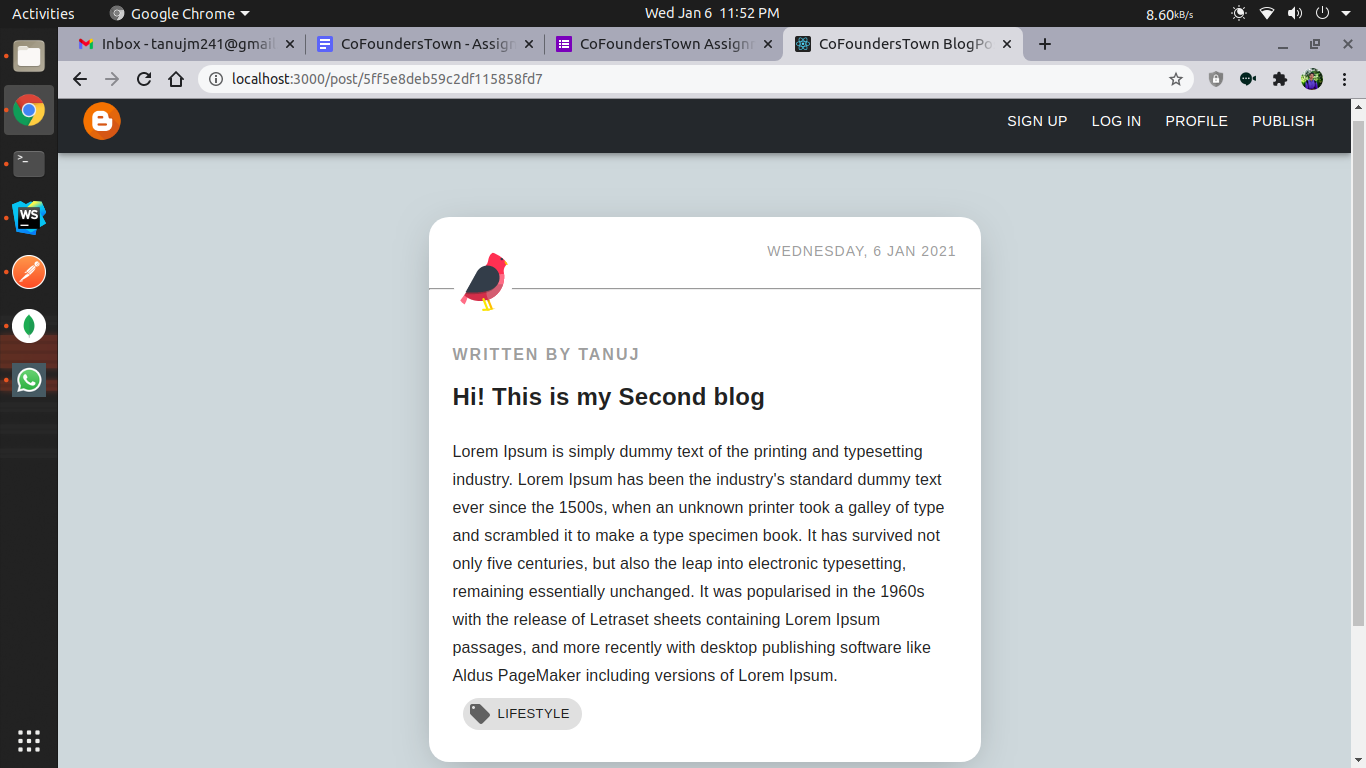 Activities Google Chrome Wed Jan 6 11:52 PM 8.60kB/s
Inbox - tanujm241@gmail CoFoundersTown - Assign CoFoundersTown Assign CoFoundersTown BlogPo
localhost:3000/post/5ff5e8deb59c2df115858fd7
SIGN UP LOG IN PROFILE PUBLISH
>_
WS
WEDNESDAY, 6 JAN 2021
WRITTEN BY TANUJ
Hi! This is my Second blog
Lorem Ipsum is simply dummy text of the printing and typesetting
industry. Lorem Ipsum has been the industry's standard dummy text
ever since the 1500s, when an unknown printer took a galley of type
and scrambled it to make a type specimen book. It has survived not
only five centuries, but also the leap into electronic typesetting,
remaining essentially unchanged. It was popularised in the 1960s
with the release of Letraset sheets containing Lorem Ipsum
passages, and more recently with desktop publishing software like
Aldus PageMaker including versions of Lorem Ipsum.
LIFESTYLE